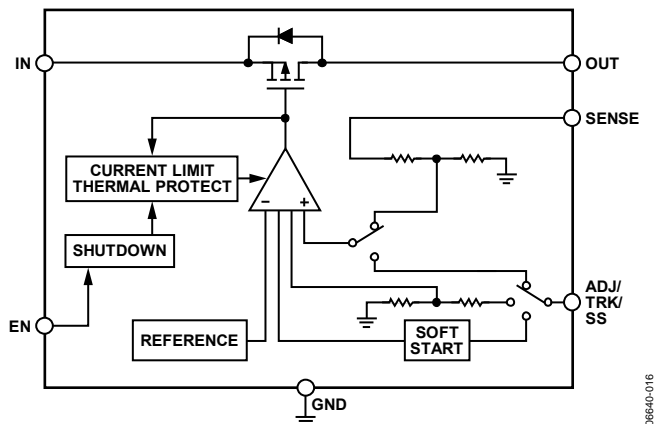 IN
OUT
SENSE
CURRENT LIMIT
THERMAL PROTECT
– +
SHUTDOWN
ADJ/
TRK/
SS
EN
REFERENCE
SOFT
START
GND
06640-016